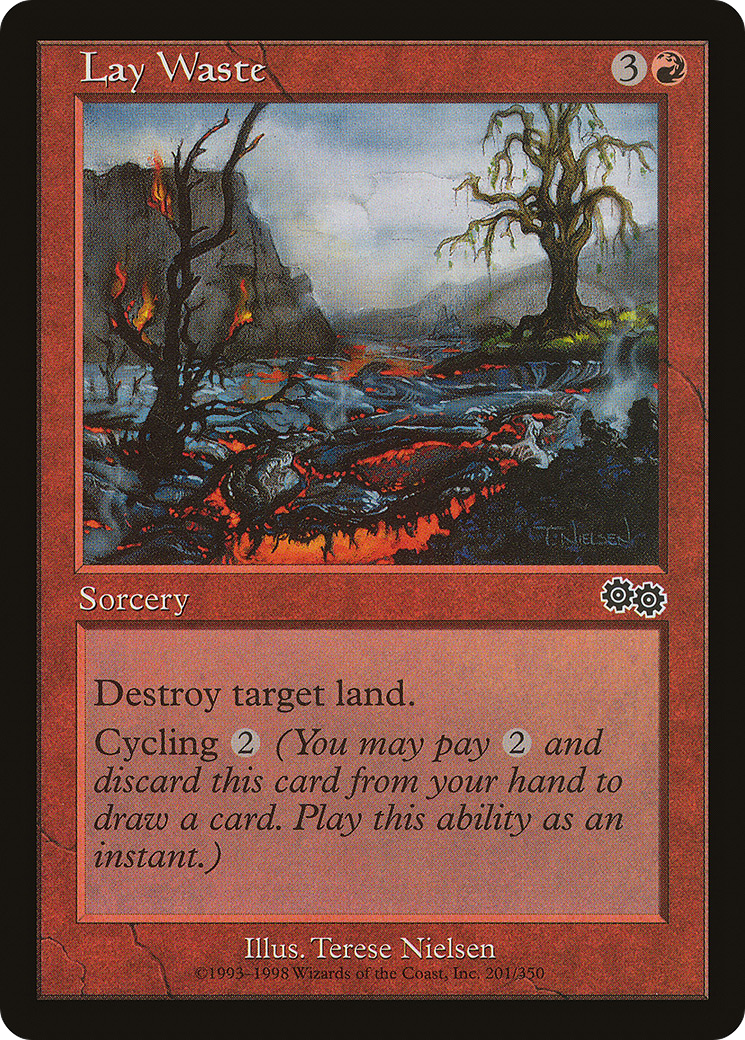 Lay Waste 3
T. NIELSEN
Sorcery
Destroy target land.
Cycling 2 (You may pay 2 and
discard this card from your hand to
draw a card. Play this ability as an
instant.)
Illus. Terese Nielsen
©1993–1998 Wizards of the Coast, Inc. 201/350